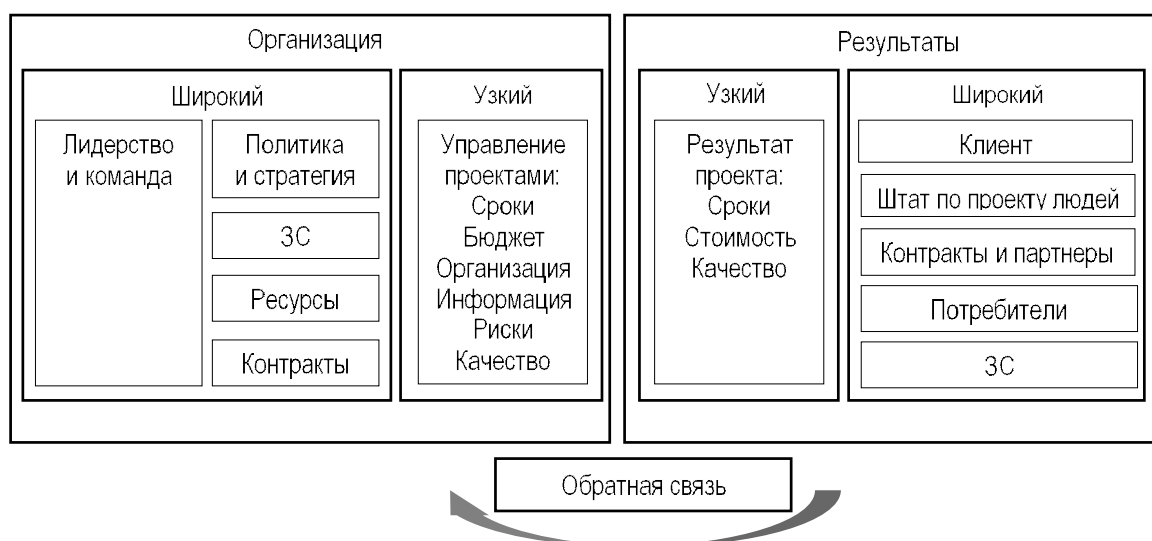 Организация
Широкий
Лидерство
и команда
Политика
и стратегия
ЗС
Ресурсы
Контракты
Узкий
Управление
проектами:
Сроки
Бюджет
Организация
Информация
Риски
Качество
Результаты
Узкий
Результат
проекта:
Сроки
Стоимость
Качество
Широкий
Клиент
Штат по проекту людей
Контракты и партнеры
Потребители
ЗС
Обратная связь